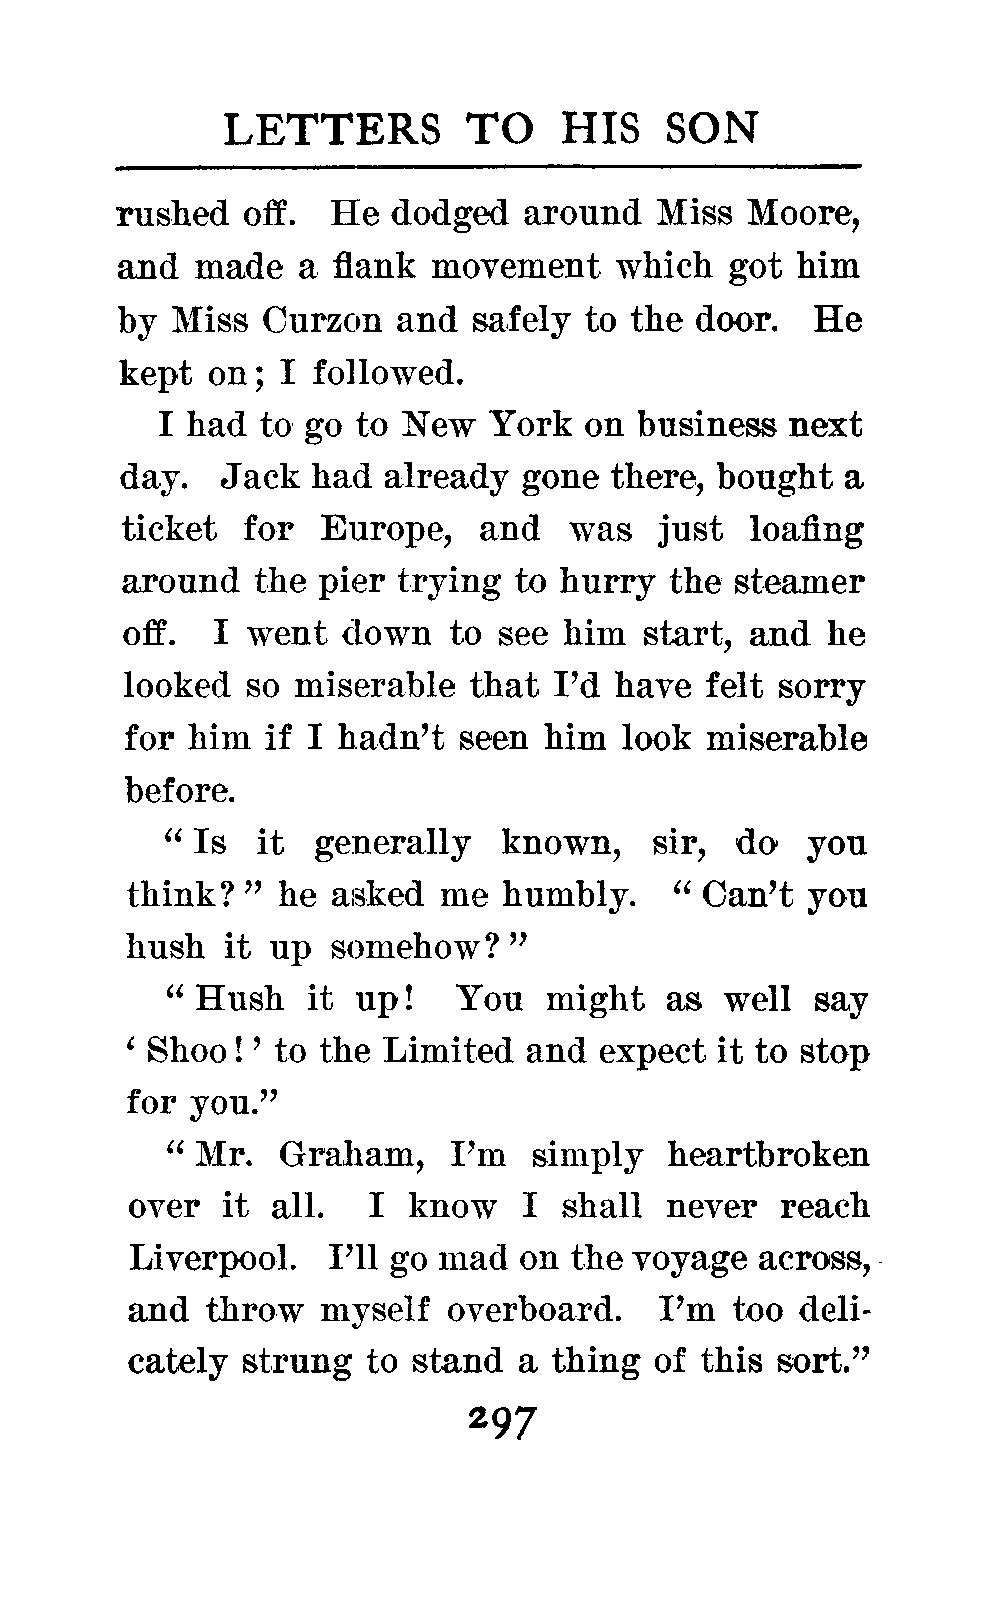 LETTERS TO HIS SON
rushed off. He dodged around Miss Moore,
and made a flank movement which got him
by Miss Curzon and safely to the door. He
kept on; I followed.
I had to go to New York on business next
day. Jack had already gone there, bought a
ticket for Europe, and was just loafing
around the pier trying to hurry the steamer
off. I went down to see him start, and he
looked so miserable that I'd have felt sorry
for him if I hadn't seen him look miserable
before.
“ Is it generally known, sir, do you
think? ” he asked me humbly. “ Can't you
hush it up somehow? ”
“ Hush it up! You might as well say
‘ Shoo! ’ to the Limited and expect it to stop
for you.”
“ Mr. Graham, I'm simply heartbroken
over it all. I know I shall never reach
Liverpool. I'll go mad on the voyage across,
and throw myself overboard. I'm too deli-
cately strung to stand a thing of this sort.”
297